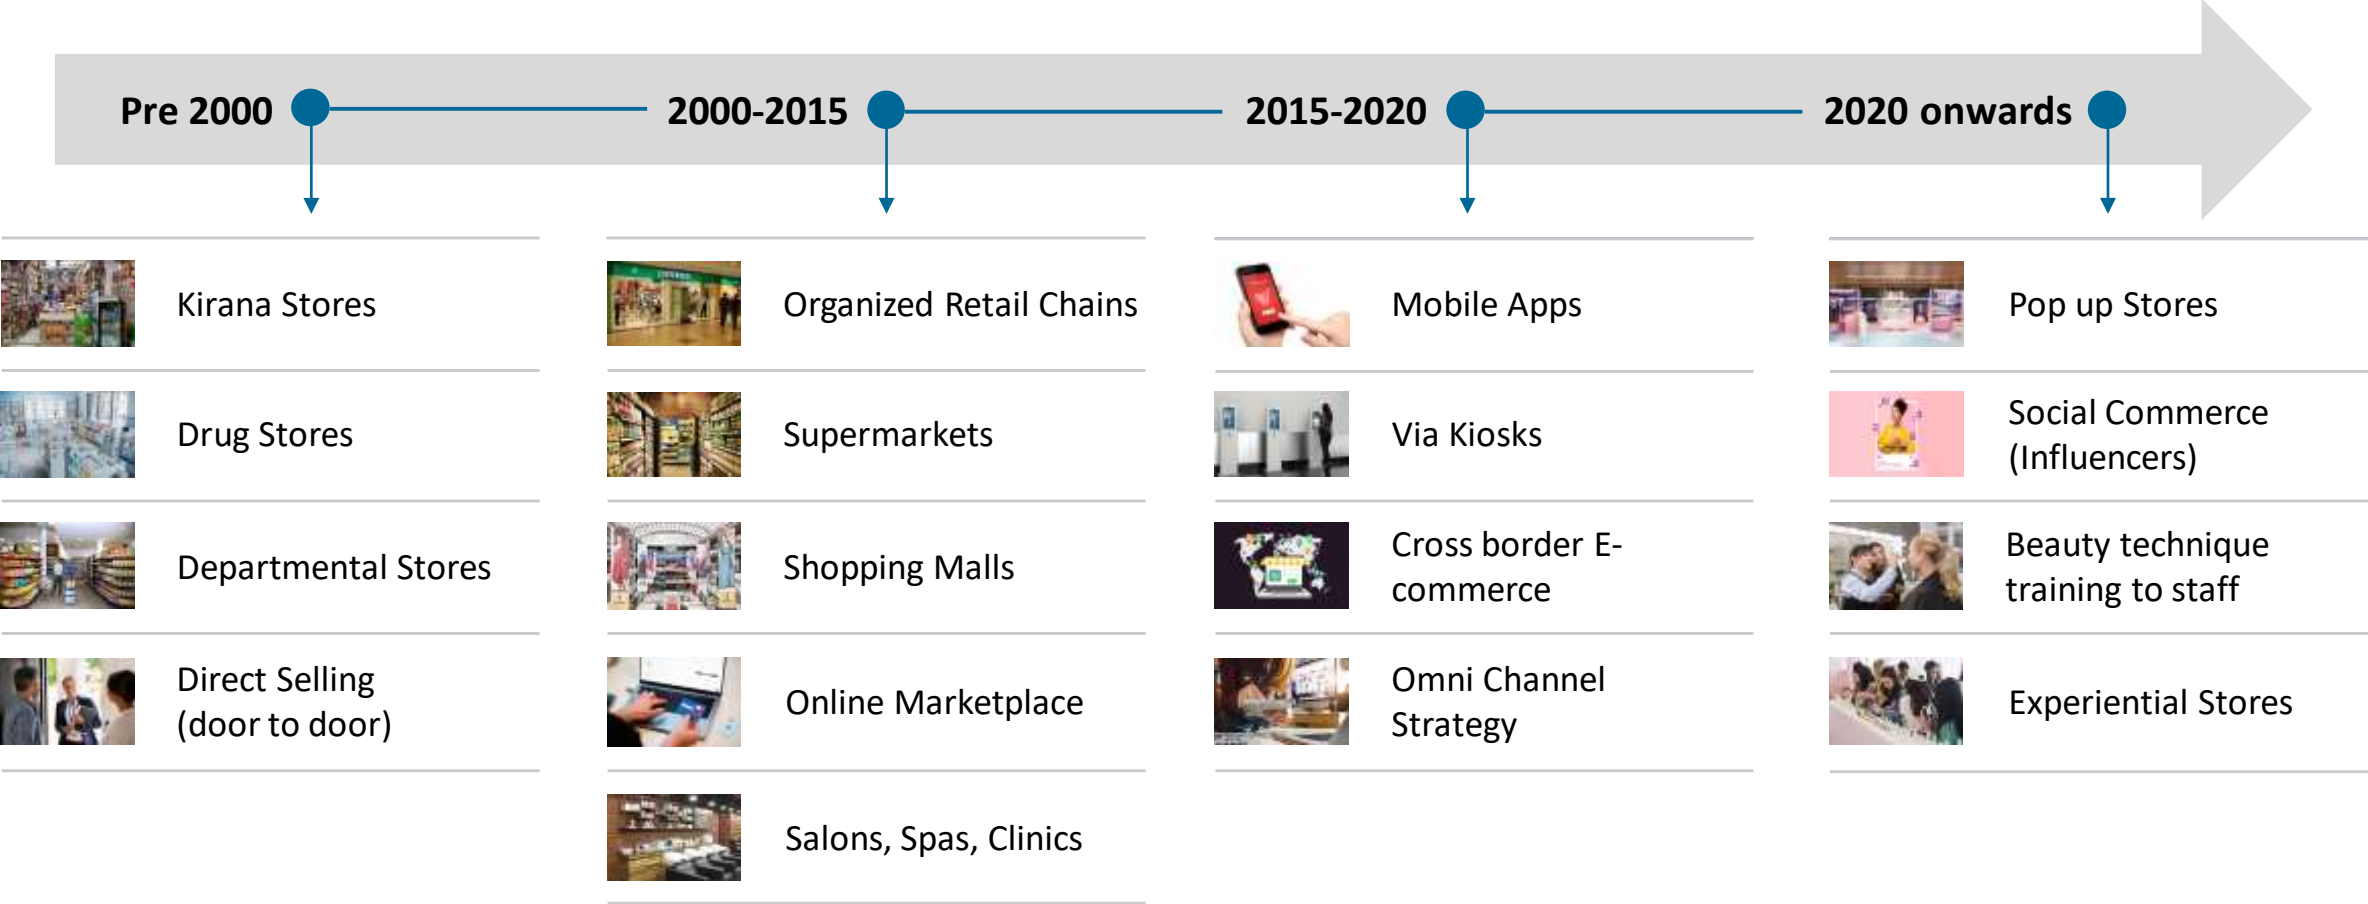 Pre 2000
2000-2015
2015-2020
2020 onwards
Kirana Stores
Drug Stores
Departmental Stores
Direct Selling
(door to door)
Organized Retail Chains
Supermarkets
Shopping Malls
Online Marketplace
Salons, Spas, Clinics
Mobile Apps
Via Kiosks
Cross border E-
commerce
Omni Channel
Strategy
Pop up Stores
Social Commerce
(Influencers)
Beauty technique
training to staff
Experiential Stores